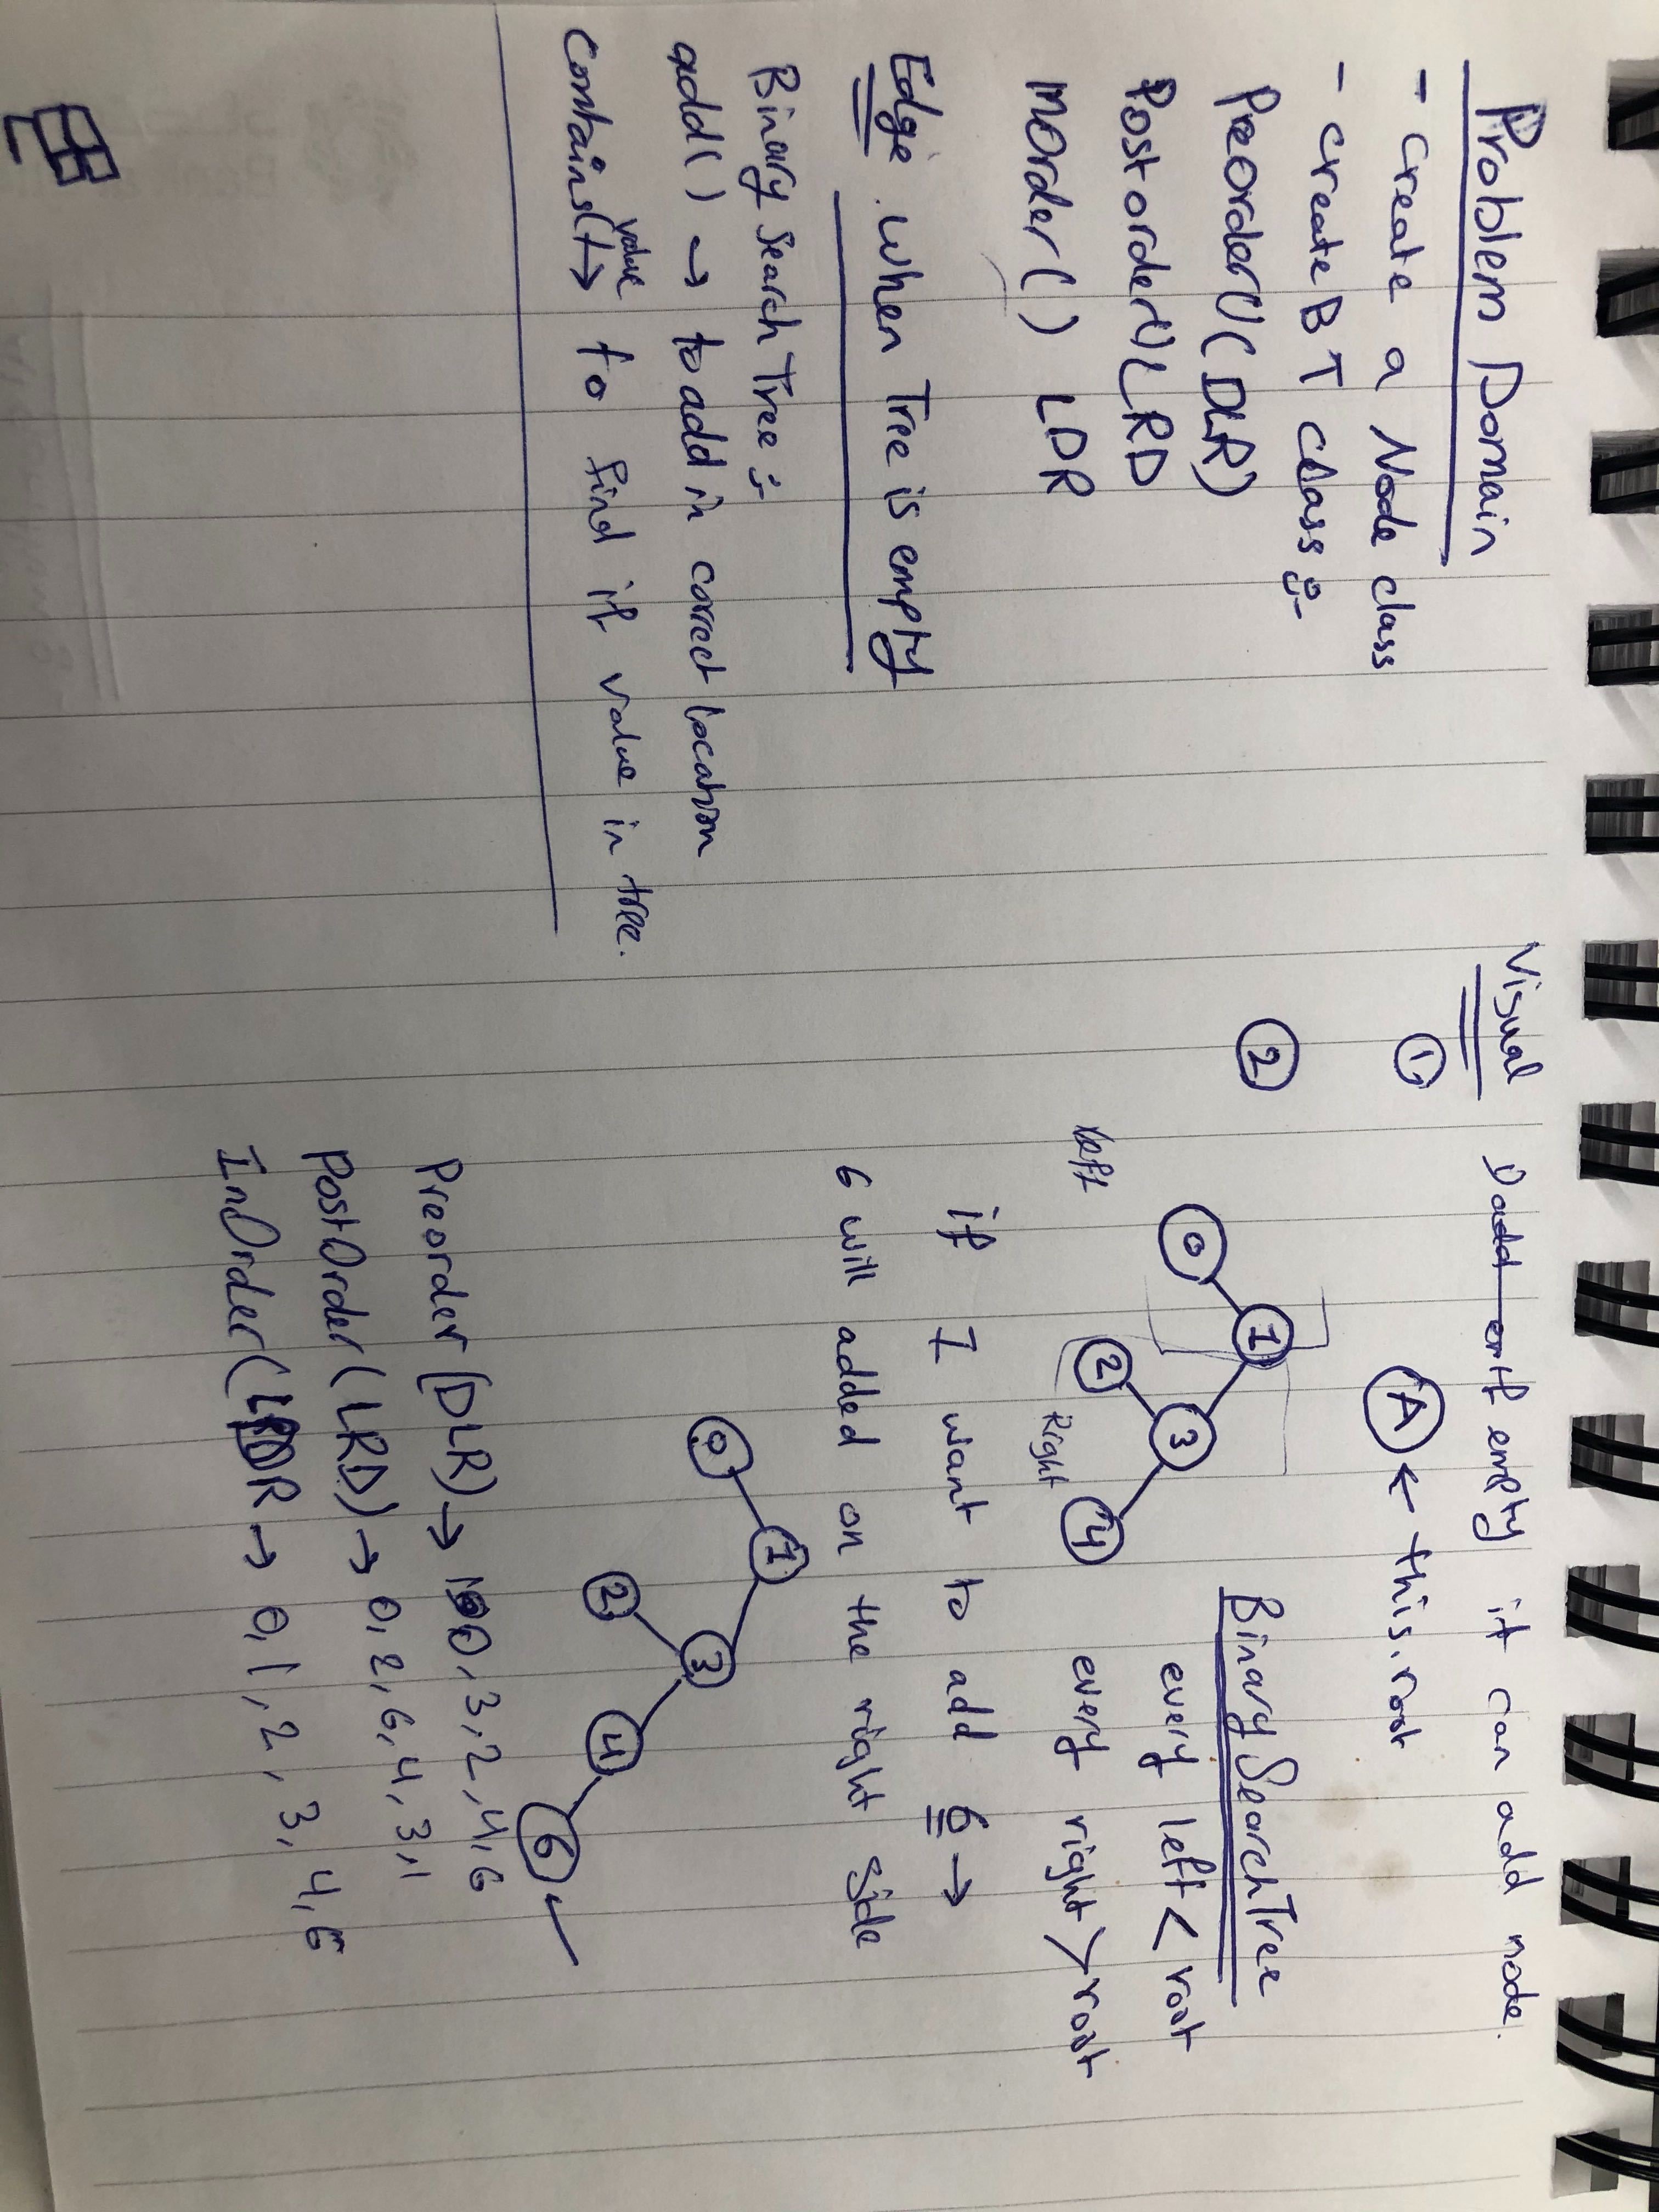 Problem Domain
- Create a Node class
- create BT class :-
PreOrder() (DLR)
Postorder() LRD
inOrder() LDR
Edge. when Tree is empty
Binary Search Tree :-
add() → to add in correct location
Contains(value) → to find if value in tree.
Visual
if empty it can add node.
1
A ← this.root
2
1
0
3
2
4
left
Right
Binary Search Tree
every left < root
every right > root
if I want to add 6 →
6 will added on the right side
1
0
3
2
4
6
Preorder (DLR) → 0, 3, 2, 4, 6
PostOrder (LRD) → 0, 2, 6, 4, 3, 1
InOrder (LDR → 0, 1, 2, 3, 4, 6